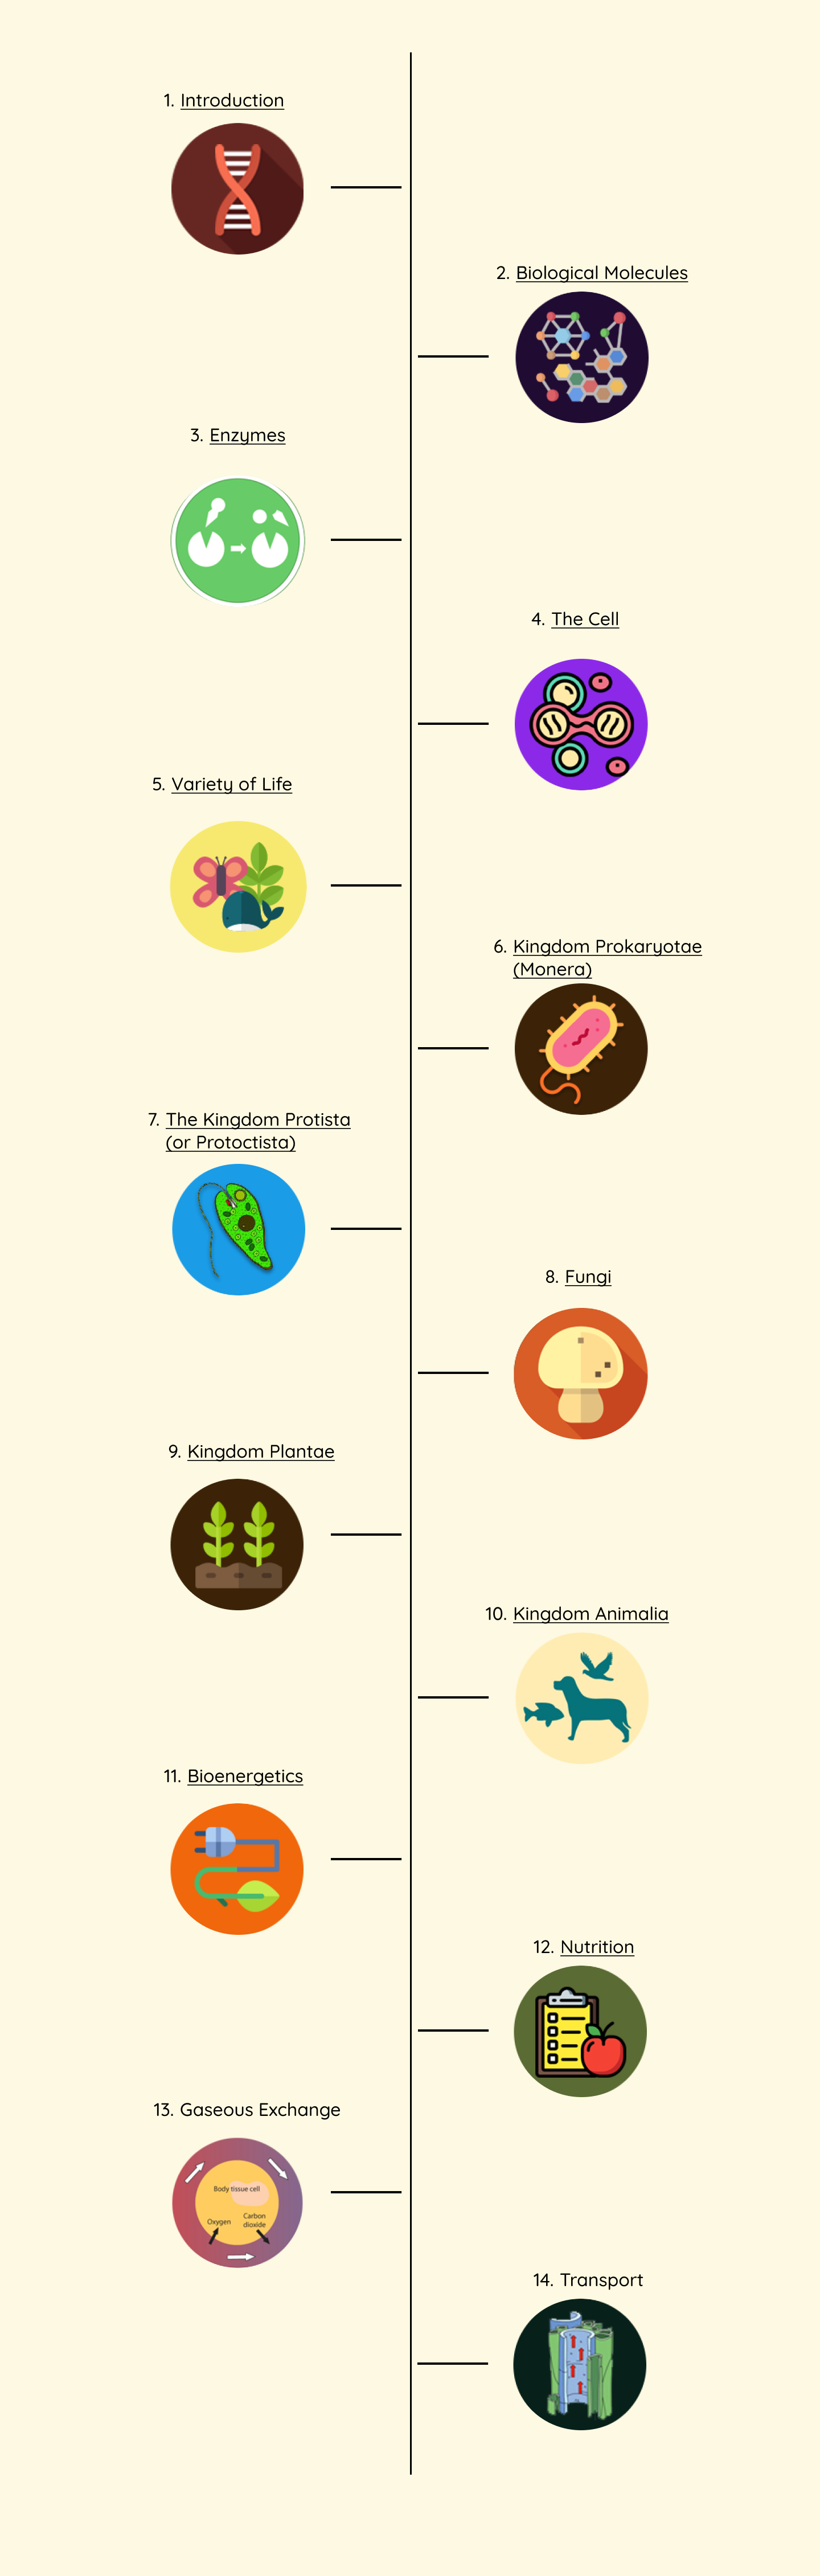 1. Introduction
2. Biological Molecules
3. Enzymes
4. The Cell
5. Variety of Life
6. Kingdom Prokaryotae
(Monera)
7. The Kingdom Protista
(or Protoctista)
8. Fungi
9. Kingdom Plantae
10. Kingdom Animalia
11. Bioenergetics
12. Nutrition
13. Gaseous Exchange
Body tissue cell
Oxygen
Carbon
dioxide
14. Transport